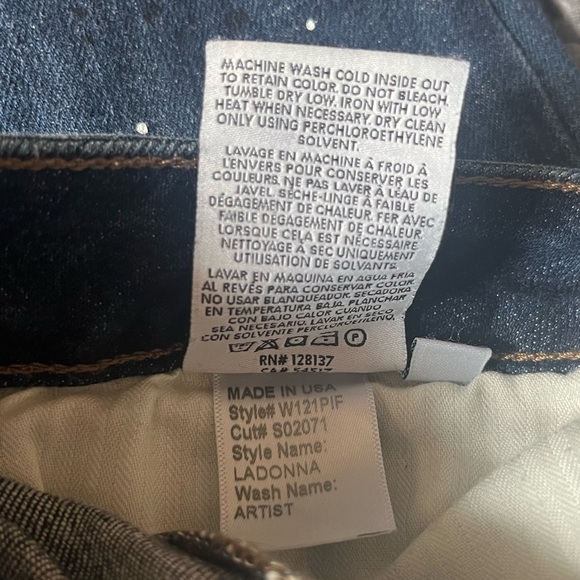 MACHINE WASH COLD INSIDE OUT
TO RETAIN COLOR. DO NOT BLEACH.
TUMBLE DRY LOW. IRON WITH LOW
HEAT WHEN NECESSARY. DRY CLEAN
ONLY USING PERCHLOROETHYLENE
SOLVENT.
LAVAGE EN MACHINE À FROID À
L'ENVERS POUR CONSERVER LES
COULEURS. NE PAS LAVER À L'EAU DE
JAVEL. SÈCHE-LINGE À FAIBLE
DÉGAGEMENT DE CHALEUR. FER AVEC
FAIBLE DÉGAGEMENT DE CHALEUR.
LORSQUE CELA EST NÉCESSAIRE
NETTOYAGE À SEC UNIQUEMENT
UTILISATION DE SOLVANTS.
LAVAR EN MAQUINA EN AGUA FRIA
AL REVÉS PARA CONSERVAR COLOR.
NO USAR BLANQUEADOR. SECADORA
EN TEMPERATURA BAJA. PLANCHAR
CON BAJO CALOR CUANDO
SEA NECESARIO. LAVAR EN SECO
CON SOLVENTE PERCLOROETILENO.
P
RN# 128137
CA#
MADE IN USA
Style# W121PIF
Cut# S02071
Style Name:
LADONNA
Wash Name:
ARTIST